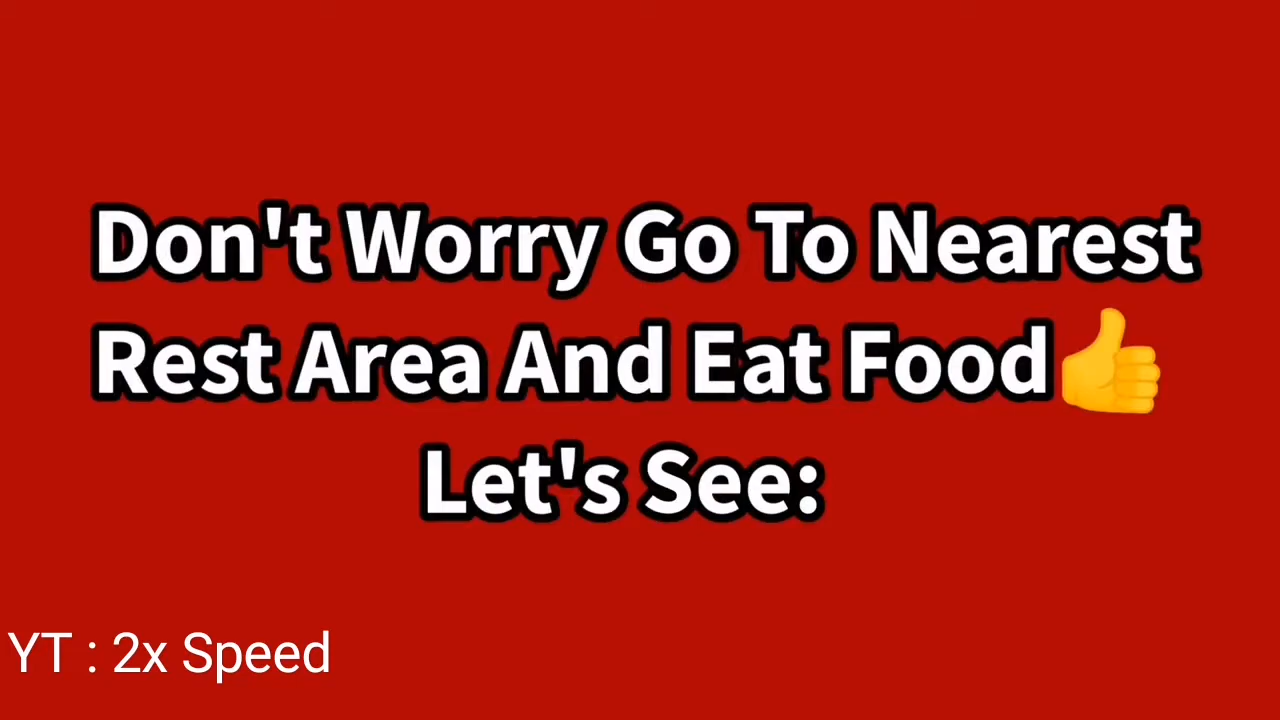 Don't Worry Go To Nearest
Rest Area And Eat Food👍
Let's See:
YT : 2x Speed